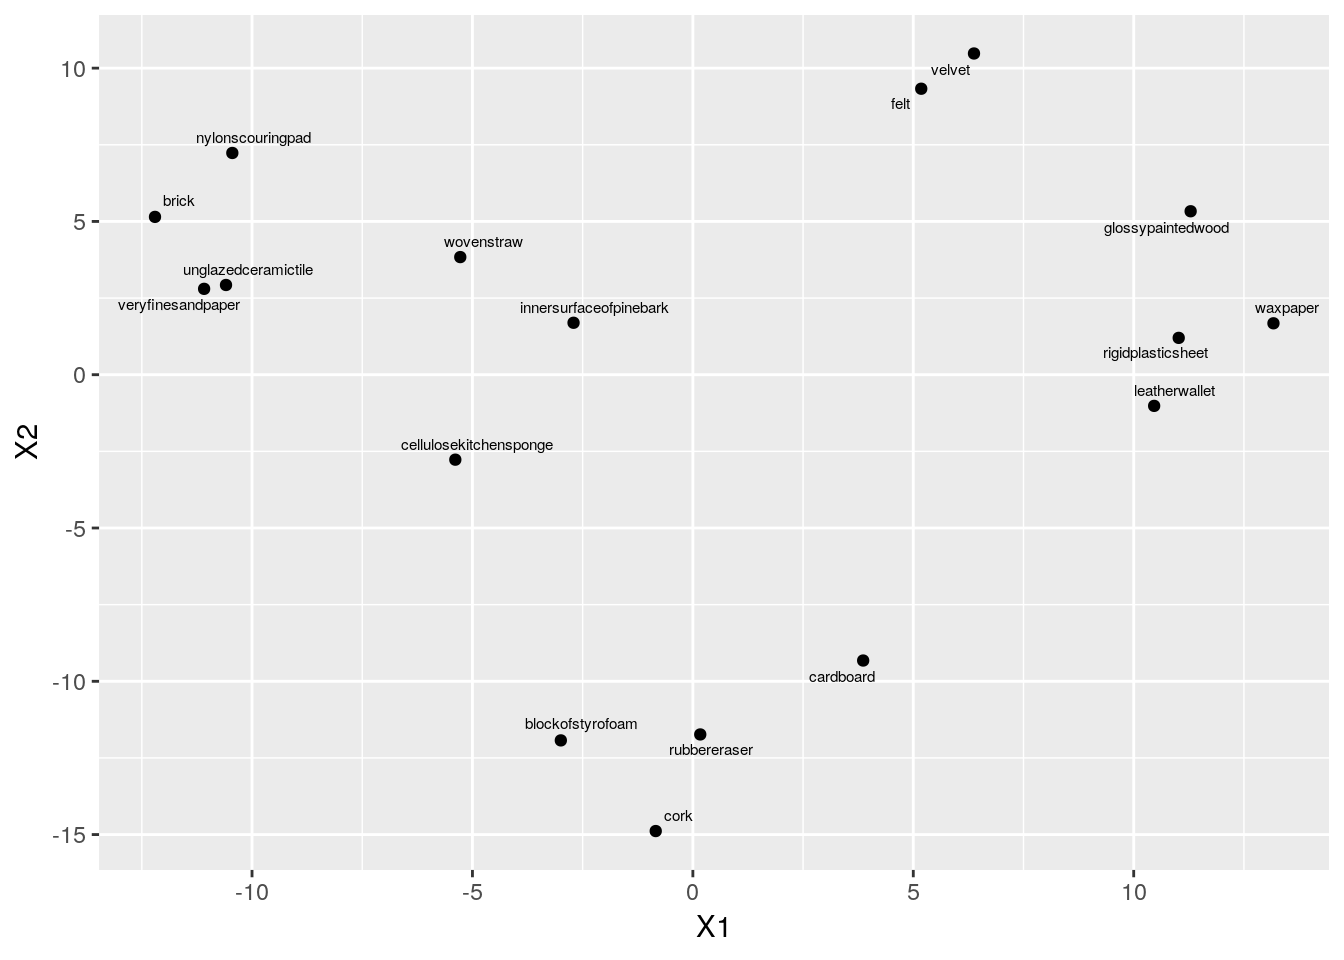 10
5
0
-5
-10
-15
X2
velvet
felt
nylonscouringpad
brick
glossypaintedwood
wovenstraw
unglazedceramictile
veryfinesandpaper
innersurfaceofpinebark
waxpaper
rigidplasticsheet
leatherwallet
cellulosekitchensponge
cardboard
blockofstyrofoam
rubbereraser
cork
-10
-5
0
5
10
X1